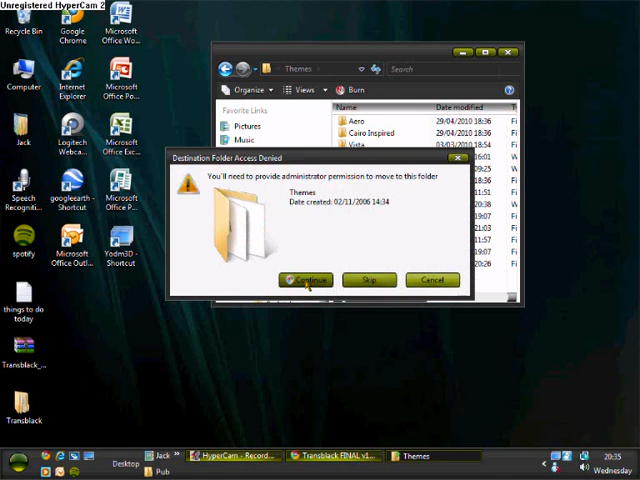 Unregistered HyperCam 2
Recycle Bin
Google Chrome
Microsoft Office Wo...
Computer
Internet Explorer
Microsoft Office Po...
Jack
Logitech Webca...
Microsoft Office Exc...
Speech Recogniti...
googleearth - Shortcut
Microsoft Office P...
spotify
Microsoft Office Outl...
Yodm3D - Shortcut
things to do today
Transblack_...
Transblack
Themes
Search
Organize
Views
Burn
Favorite Links
Pictures
Music
Name
Date modified
Aero
29/04/2010 18:36
Cairo Inspired
29/04/2010 18:36
Vista
03/03/2010 18:54
Destination Folder Access Denied
You'll need to provide administrator permission to move to this folder
Themes
Date created: 02/11/2006 14:34
Continue
Skip
Cancel
Desktop
Jack
Pub
HyperCam - Record...
Transblack FINAL v1...
Themes
20:35
Wednesday